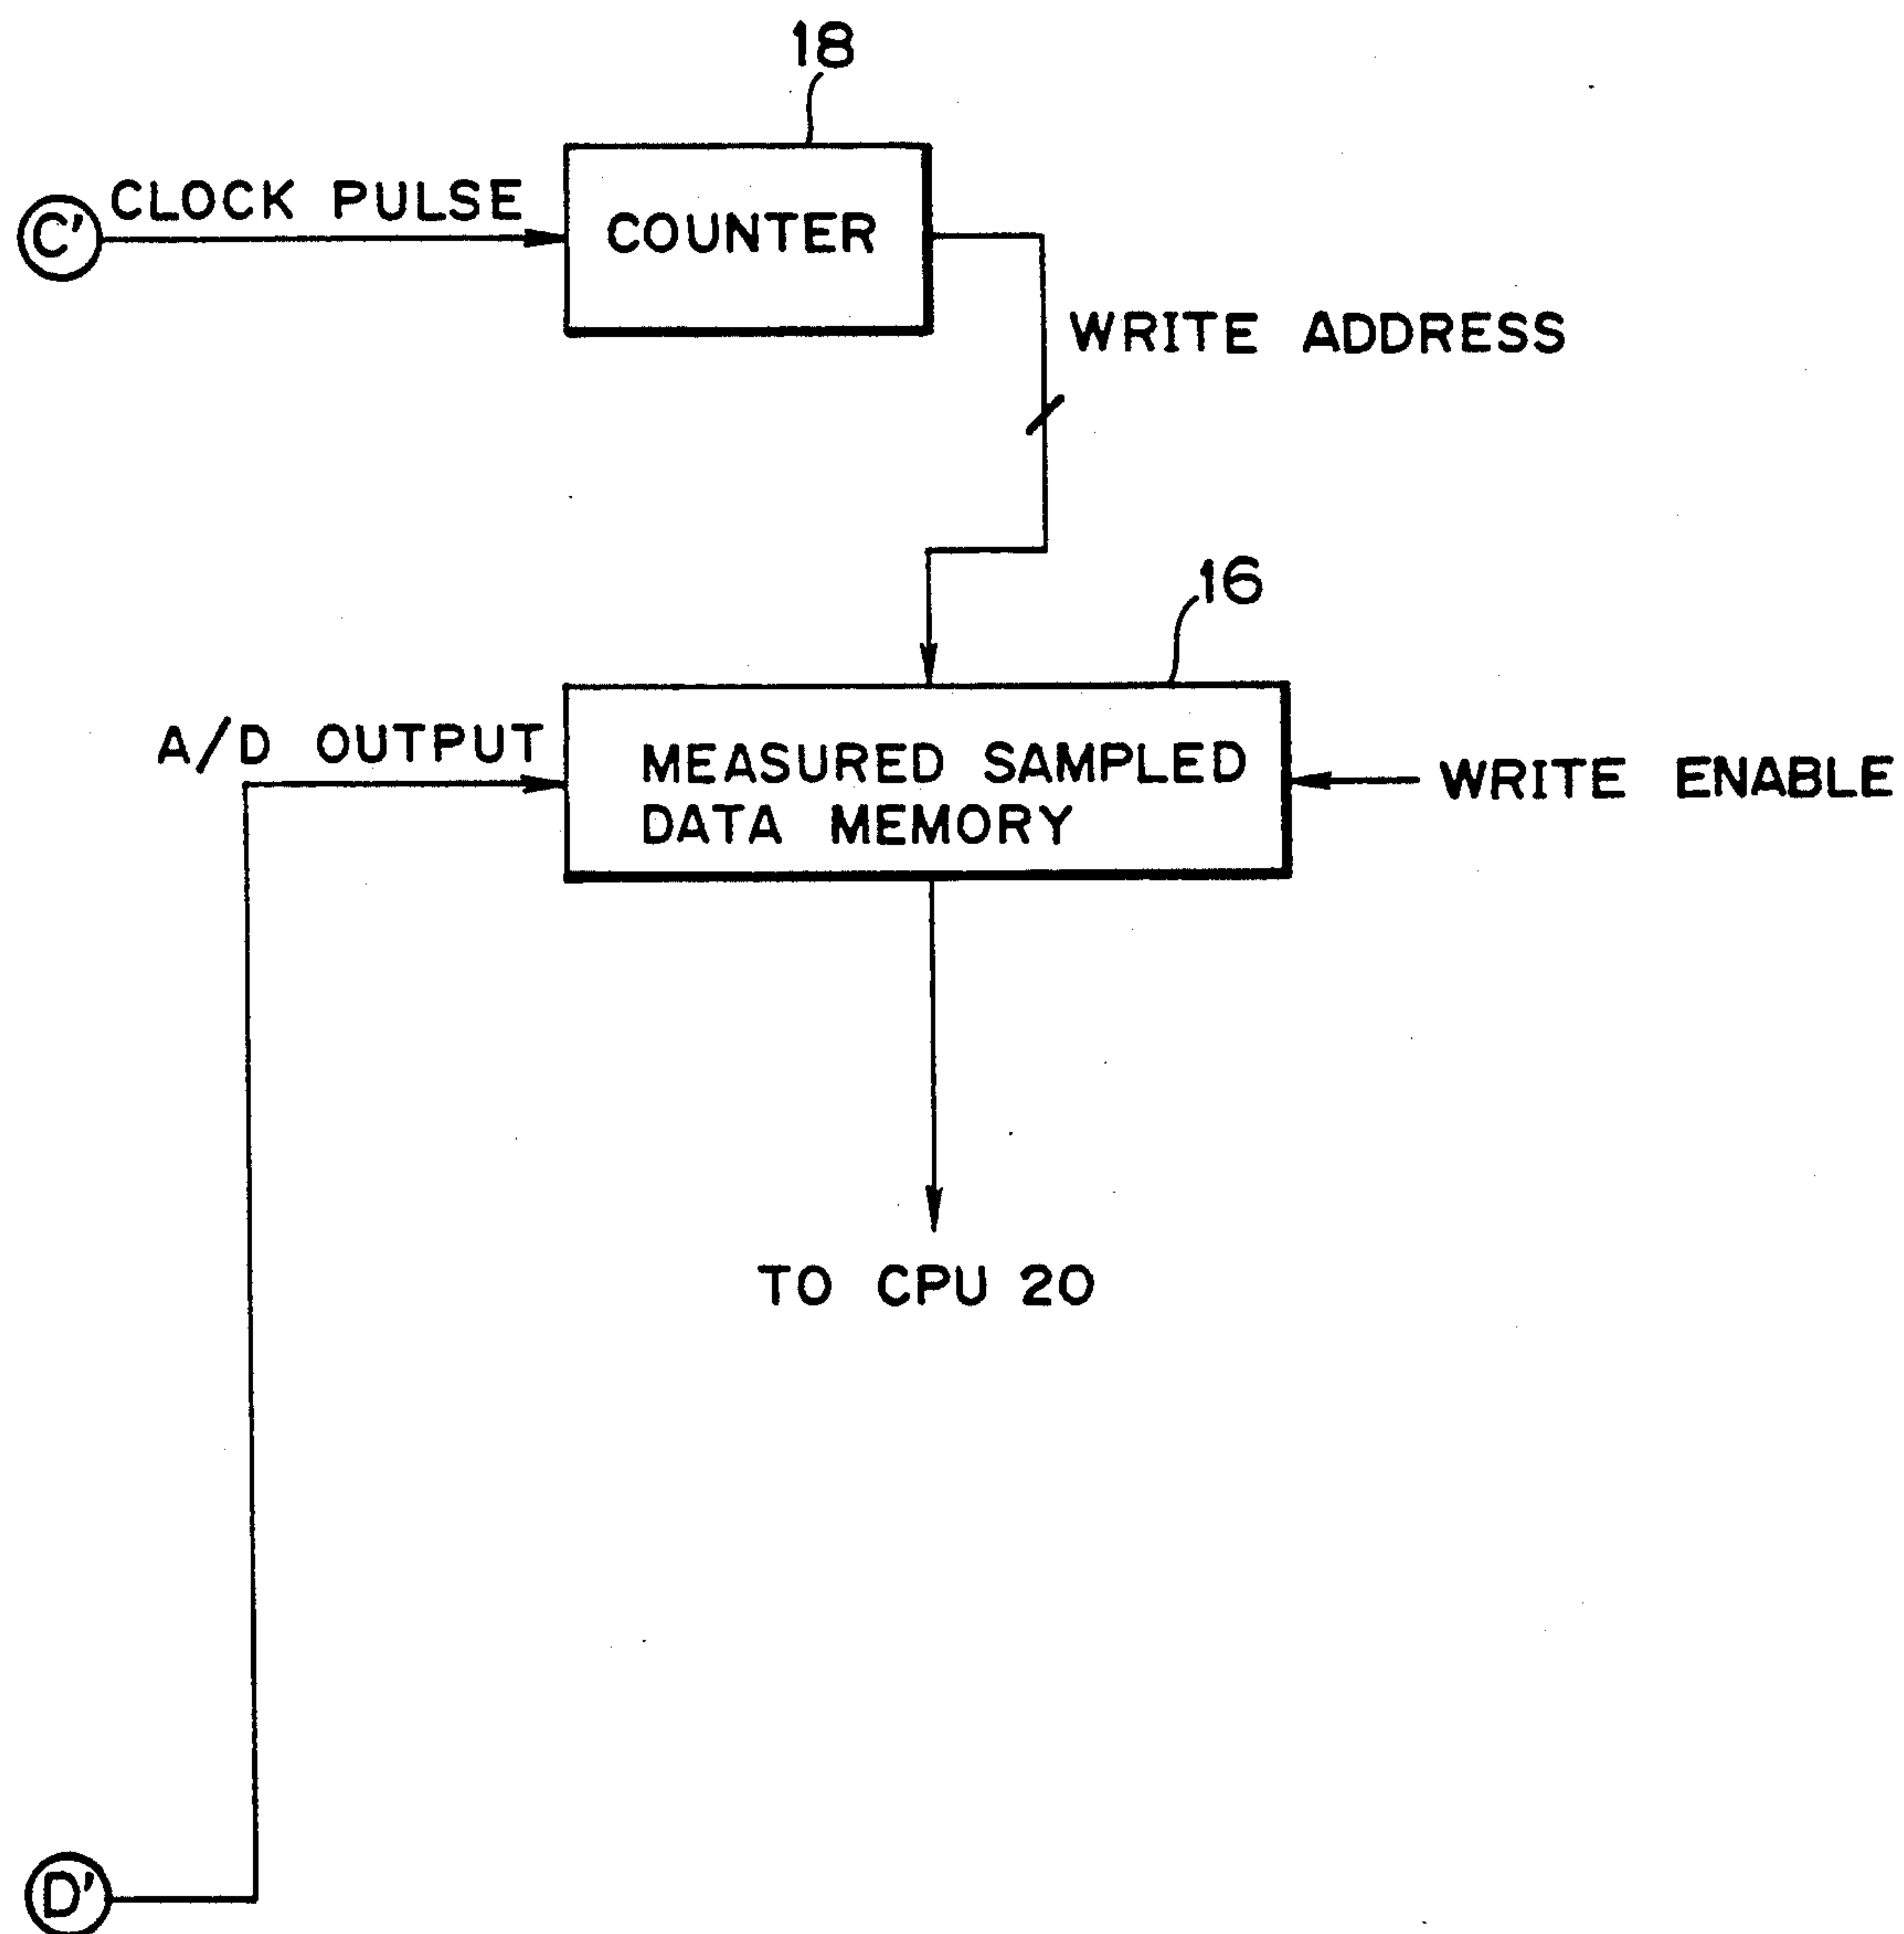 18
C' CLOCK PULSE
COUNTER
WRITE ADDRESS
16
A/D OUTPUT
MEASURED SAMPLED
DATA MEMORY
WRITE ENABLE
TO CPU 20
D'